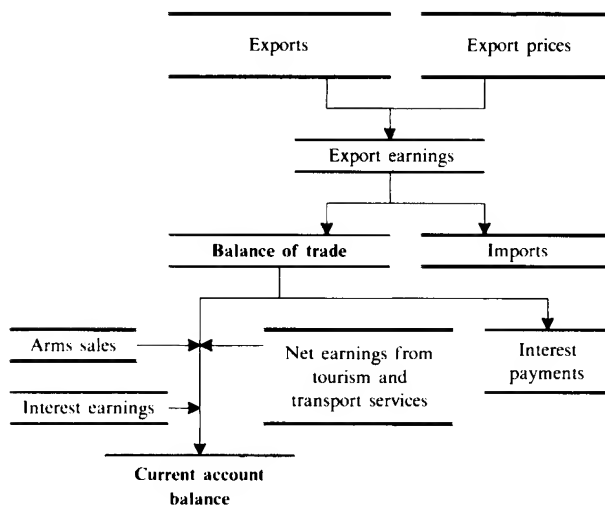 Exports
Export prices
Export earnings
Balance of trade
Imports
Arms sales
Net earnings from
tourism and
transport services
Interest
payments
Interest earnings
Current account
balance